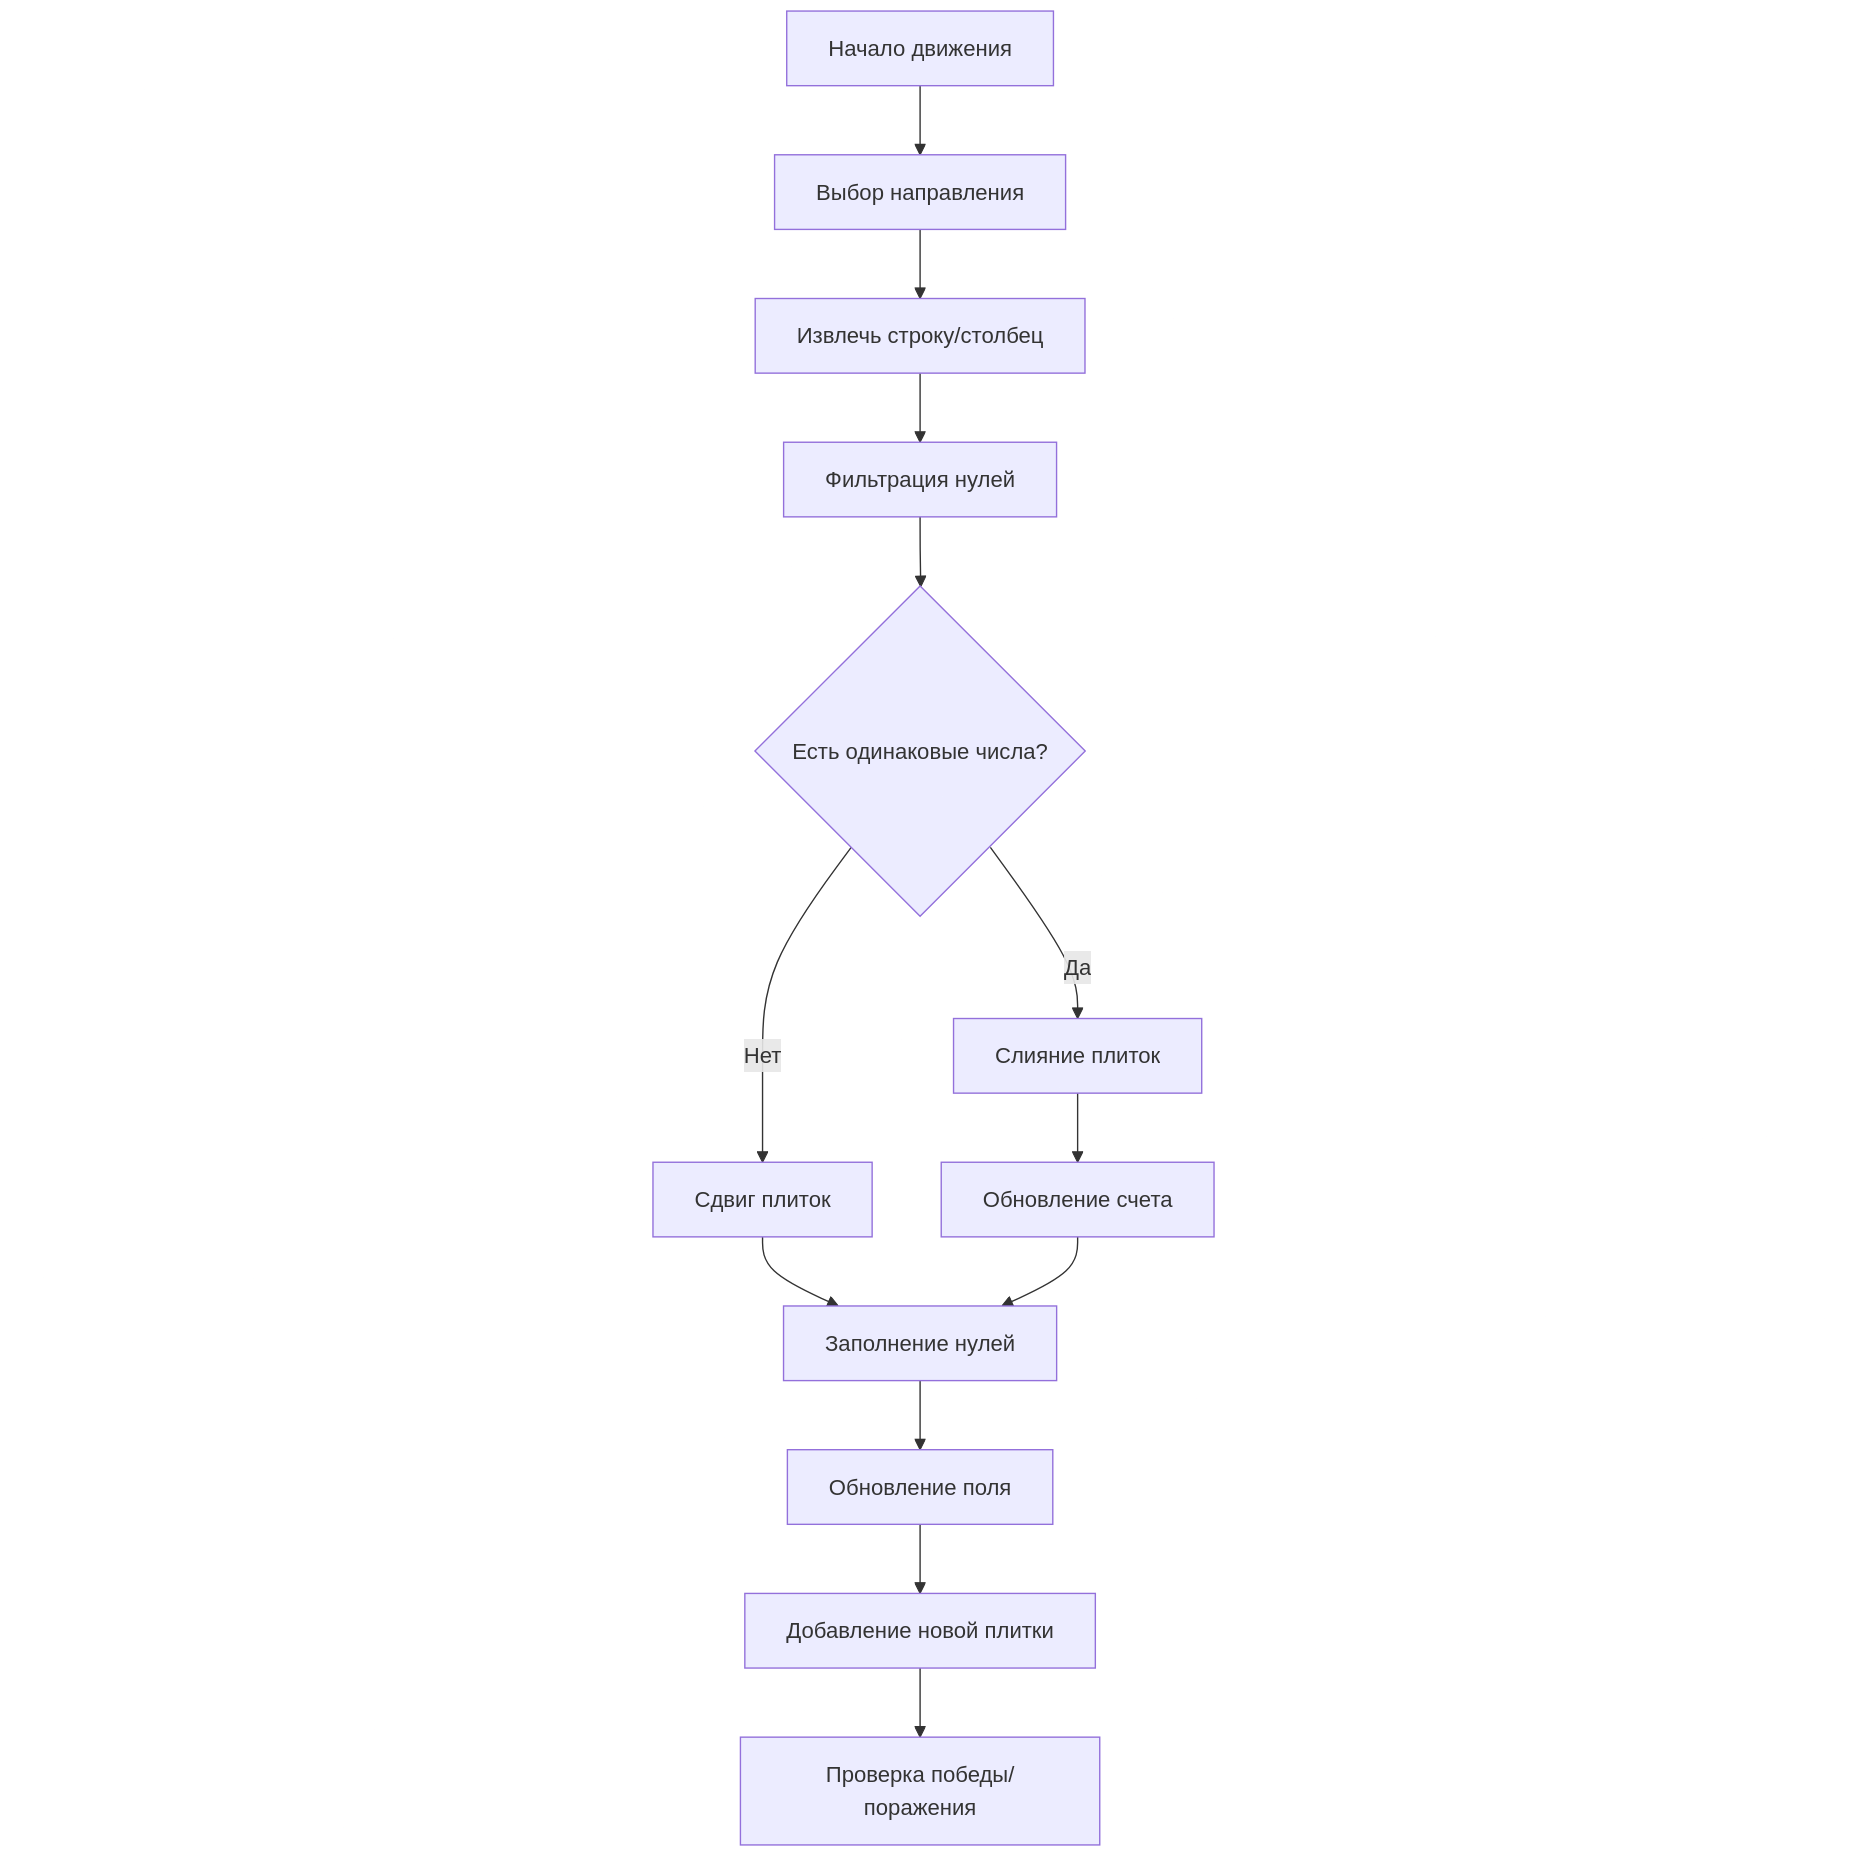 Начало движения
Выбор направления
Извлечь строку/столбец
Фильтрация нулей
Есть одинаковые числа?
Да
Нет
Слияние плиток
Сдвиг плиток
Обновление счета
Заполнение нулей
Обновление поля
Добавление новой плитки
Проверка победы/
поражения